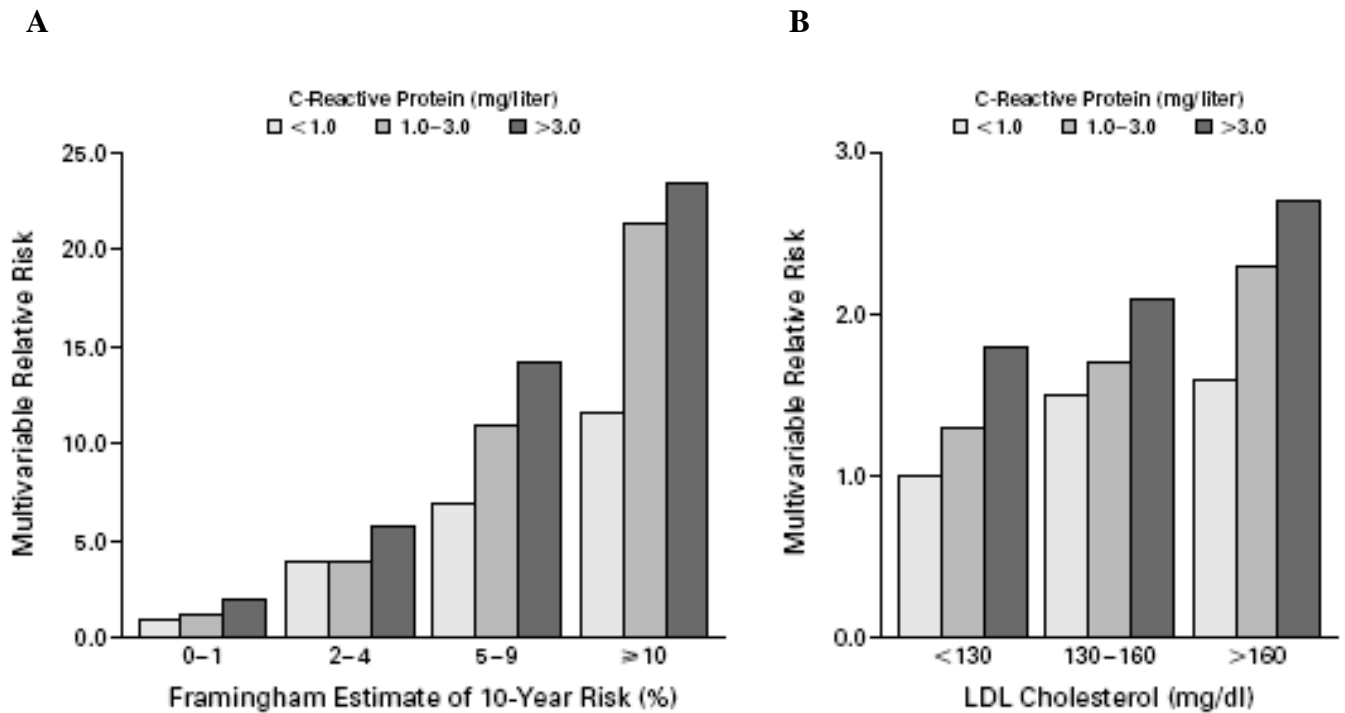 A
C-Reactive Protein (mg/liter)
<1.0 1.0–3.0 >3.0
25.0
20.0
15.0
10.0
5.0
0.0
Multivariable Relative Risk
0–1 2–4 5–9 ≥10
Framingham Estimate of 10-Year Risk (%)
B
C-Reactive Protein (mg/liter)
<1.0 1.0–3.0 >3.0
3.0
2.0
1.0
0.0
Multivariable Relative Risk
<130 130–160 >160
LDL Cholesterol (mg/dl)